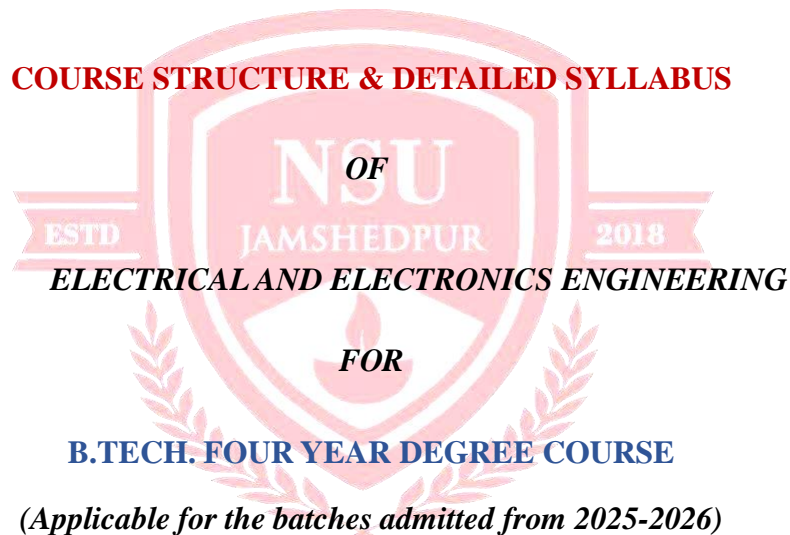 COURSE STRUCTURE & DETAILED SYLLABUS
NSU
OF
ESTD
JAMSHEDPUR
2018
ELECTRICAL AND ELECTRONICS ENGINEERING
FOR
B.TECH. FOUR YEAR DEGREE COURSE
(Applicable for the batches admitted from 2025-2026)